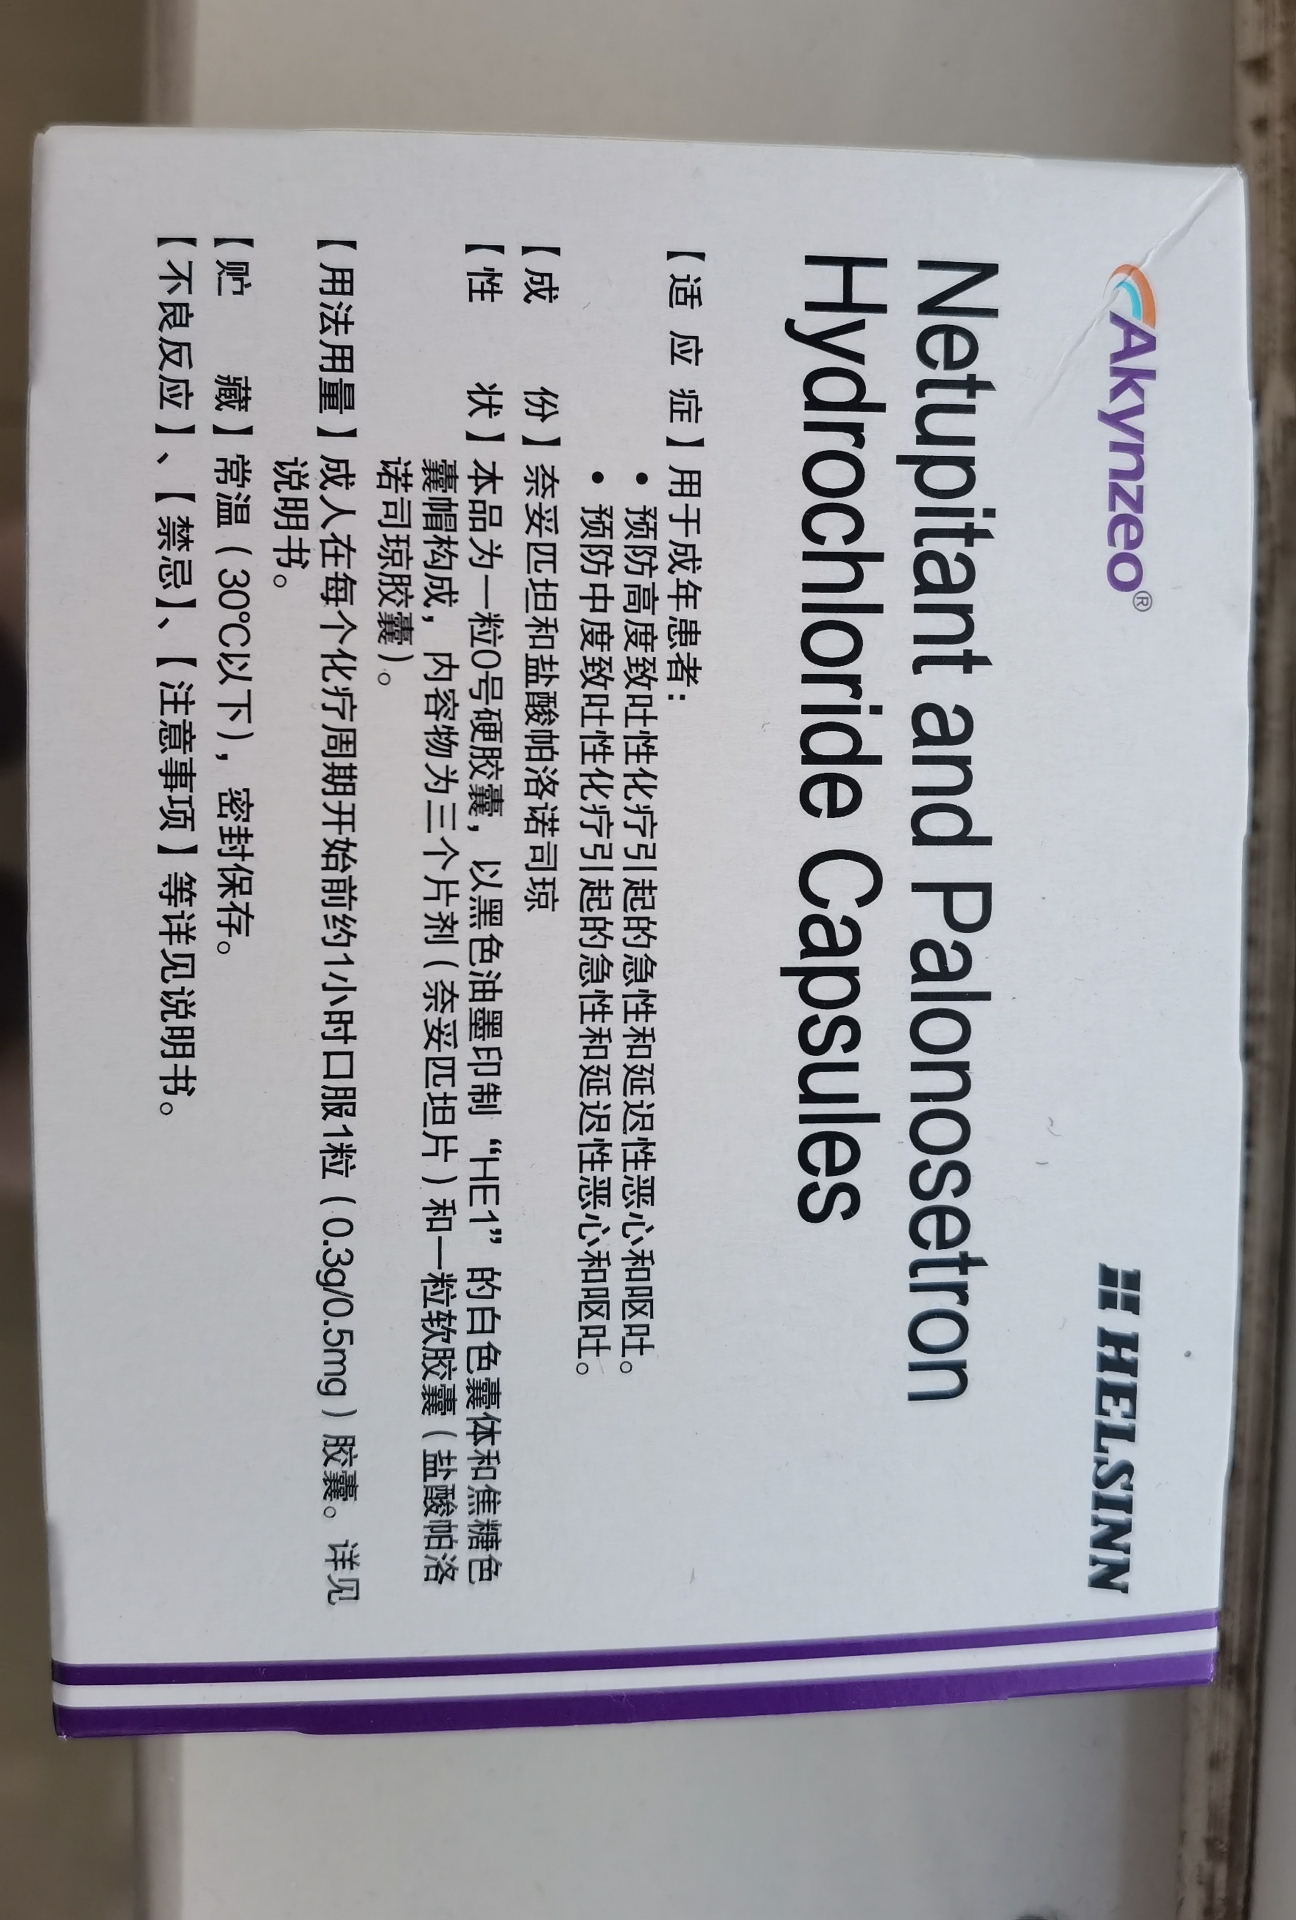 Akynzeo®
HELSINN
Netupitant and Palonosetron
Hydrochloride Capsules
【适 应 症】用于成年患者：
• 预防高度致吐性化疗引起的急性和延迟性恶心和呕吐。
• 预防中度致吐性化疗引起的急性和延迟性恶心和呕吐。
【成 份】奈妥匹坦和盐酸帕洛诺司琼
【性 状】本品为一粒0号硬胶囊，以黑色油墨印制“HE1”的白色囊体和焦糖色
囊帽构成，内容物为三个片剂（奈妥匹坦片）和一粒软胶囊（盐酸帕洛
诺司琼胶囊）。
【用法用量】成人在每个化疗周期开始前约1小时口服1粒（0.3g/0.5mg）胶囊。详见
说明书。
【贮 藏】常温（30℃以下），密封保存。
【不良反应】、【禁忌】、【注意事项】等详见说明书。